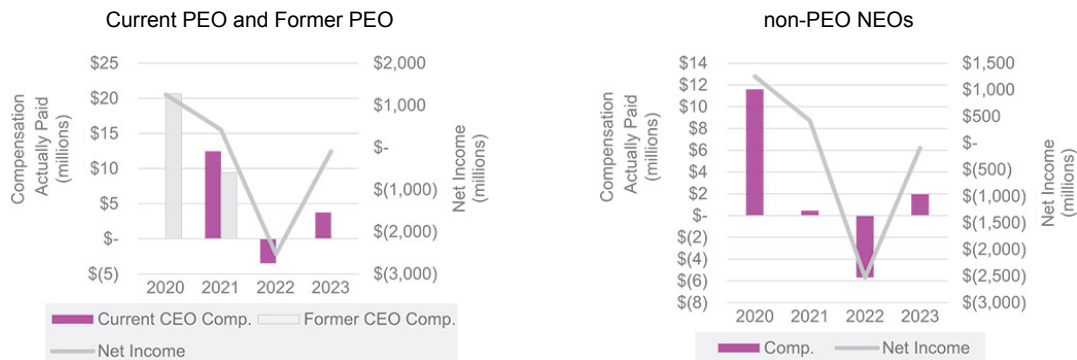 Current PEO and Former PEO
Compensation
Actually Paid
(millions)
$25
$20
$15
$10
$5
$-
$(5)
$2,000
$1,000
$-
$(1,000)
$(2,000)
$(3,000)
Net Income
(millions)
2020 2021 2022 2023
Current CEO Comp. Former CEO Comp.
Net Income
non-PEO NEOs
Compensation
Actually Paid
(millions)
$14
$12
$10
$8
$6
$4
$2
$-
$(2)
$(4)
$(6)
$(8)
$1,500
$1,000
$500
$-
$(500)
$(1,000)
$(1,500)
$(2,000)
$(2,500)
$(3,000)
Net Income
(millions)
2020 2021 2022 2023
Comp. Net Income